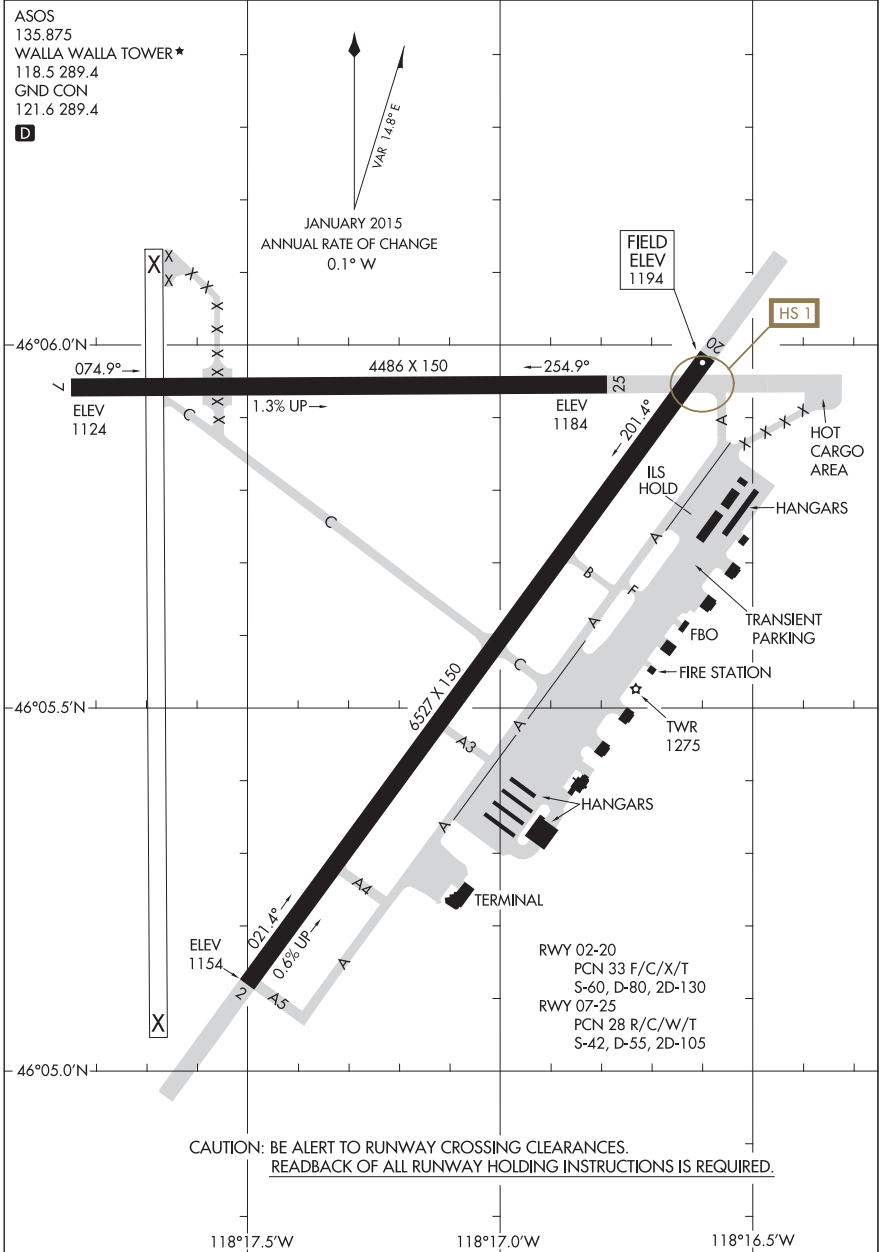 ASOS
135.875
WALLA WALLA TOWER★
118.5 289.4
GND CON
121.6 289.4
D
VAR 14.8° E
JANUARY 2015
ANNUAL RATE OF CHANGE
0.1° W
FIELD
ELEV
1194
HS 1
X
X
X
X
X
X
X
X
X
X
X
X
46°06.0'N
074.9°
4486 X 150
254.9°
20
7
25
ELEV
1124
1.3% UP
ELEV
1184
201.4°
A
X
X
X
X
HOT
CARGO
AREA
C
ILS
HOLD
HANGARS
C
A
B
F
A
TRANSIENT
PARKING
FBO
C
FIRE STATION
6527 X 150
46°05.5'N
A
A3
TWR
1275
HANGARS
A
A4
TERMINAL
021.4°
0.6% UP
ELEV
1154
A
2
A5
X
RWY 02-20
PCN 33 F/C/X/T
S-60, D-80, 2D-130
RWY 07-25
PCN 28 R/C/W/T
S-42, D-55, 2D-105
46°05.0'N
CAUTION: BE ALERT TO RUNWAY CROSSING CLEARANCES.
READBACK OF ALL RUNWAY HOLDING INSTRUCTIONS IS REQUIRED.
118°17.5'W
118°17.0'W
118°16.5'W